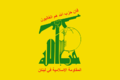 فإن حزب الله هم الغالبون
حزب الله
المقاومة الإسلامية في لبنان